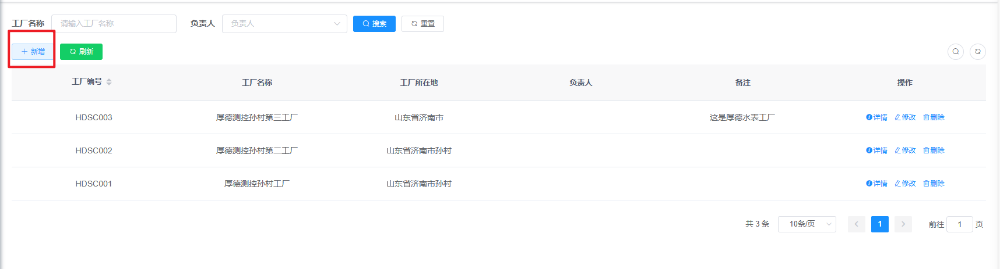 工厂名称 请输入工厂名称 负责人 负责人 搜索 重置
新增 刷新
工厂编号 工厂名称 工厂所在地 负责人 备注 操作
HDSC003 厚德测控孙村第三工厂 山东省济南市 这是厚德水表工厂 详情 修改 删除
HDSC002 厚德测控孙村第二工厂 山东省济南市孙村 详情 修改 删除
HDSC001 厚德测控孙村工厂 山东省济南市孙村 详情 修改 删除
共 3 条 10条/页 1 前往 1 页